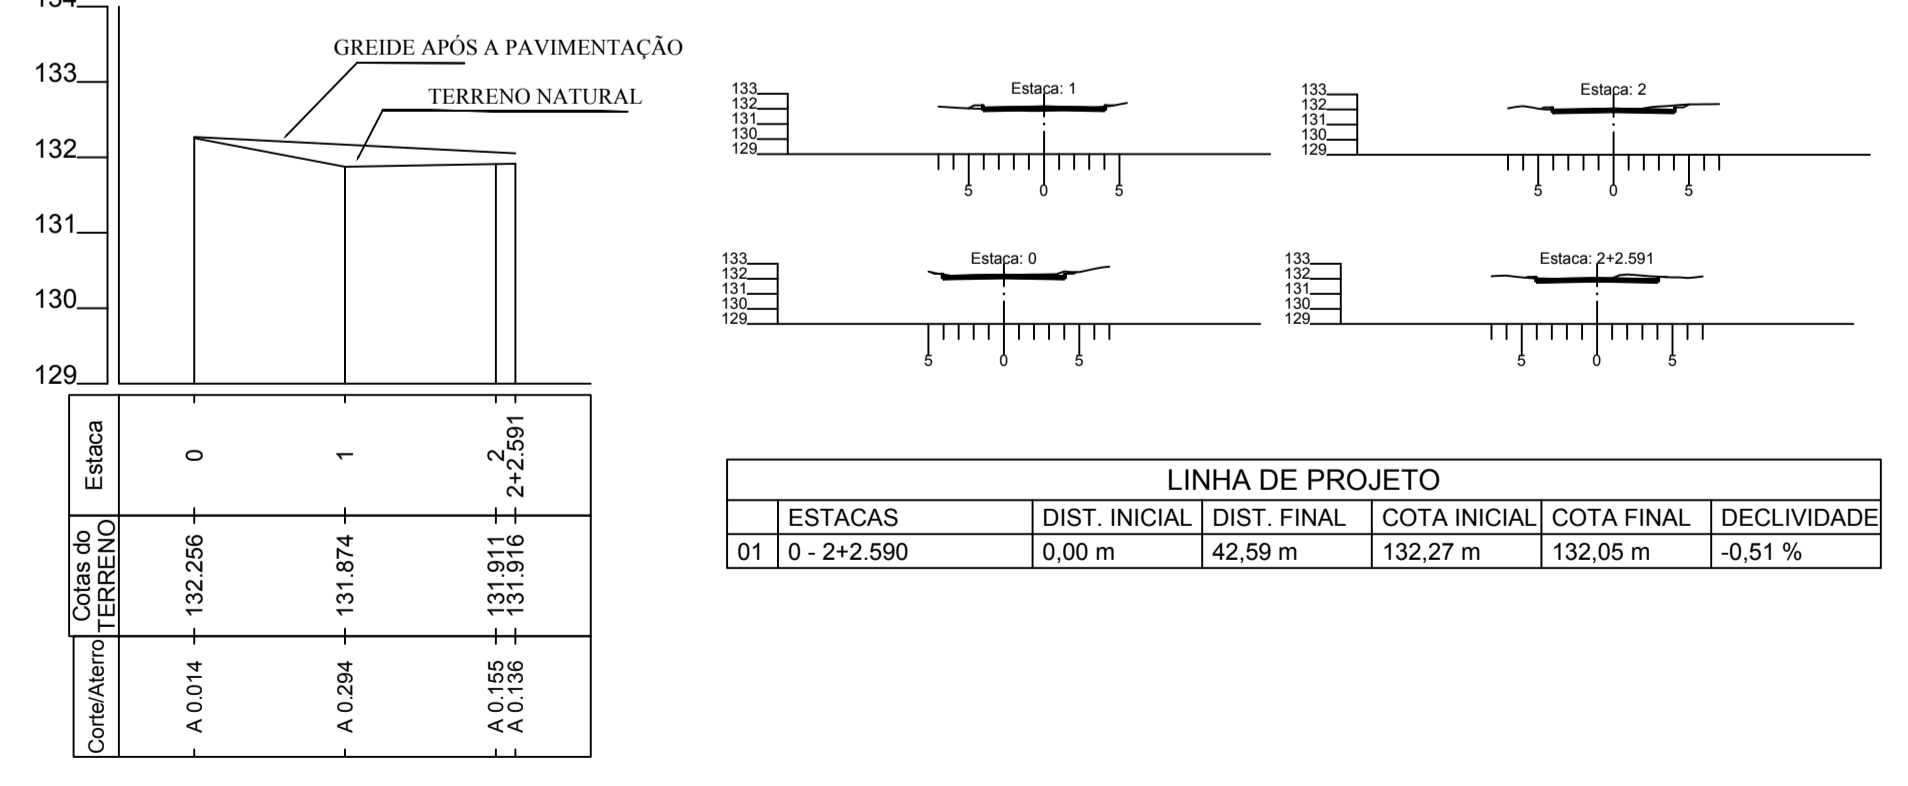 134
133
132
131
130
129
GREIDE APÓS A PAVIMENTAÇÃO
TERRENO NATURAL
Estaca
0
1
2
2+2.591
Cotas do
TERRENO
132.256
131.874
131.911
131.916
Corte/Aterro
A 0.014
A 0.294
A 0.155
A 0.136
Estaca: 1
133
132
131
130
129
5 0 5
Estaca: 2
133
132
131
130
129
5 0 5
Estaca: 0
133
132
131
130
129
5 0 5
Estaca: 2+2.591
133
132
131
130
129
5 0 5
LINHA DE PROJETO
ESTACAS DIST. INICIAL DIST. FINAL COTA INICIAL COTA FINAL DECLIVIDADE
01 0 - 2+2.590 0,00 m 42,59 m 132,27 m 132,05 m -0,51 %